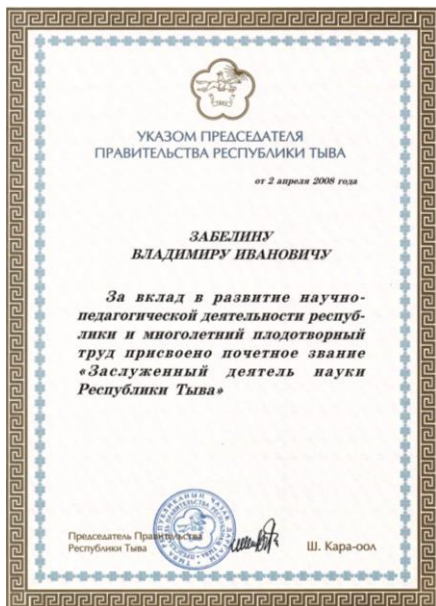 УКАЗОМ ПРЕДСЕДАТЕЛЯ
ПРАВИТЕЛЬСТВА РЕСПУБЛИКИ ТЫВА
от 2 апреля 2008 года
ЗАБЕЛИНУ
ВЛАДИМИРУ ИВАНОВИЧУ
За вклад в развитие научно-
педагогической деятельности респуб-
лики и многолетний плодотворный
труд присвоено почетное звание
«Заслуженный деятель науки
Республики Тыва»
Председатель Правительства
Республики Тыва
Ш. Кара-оол